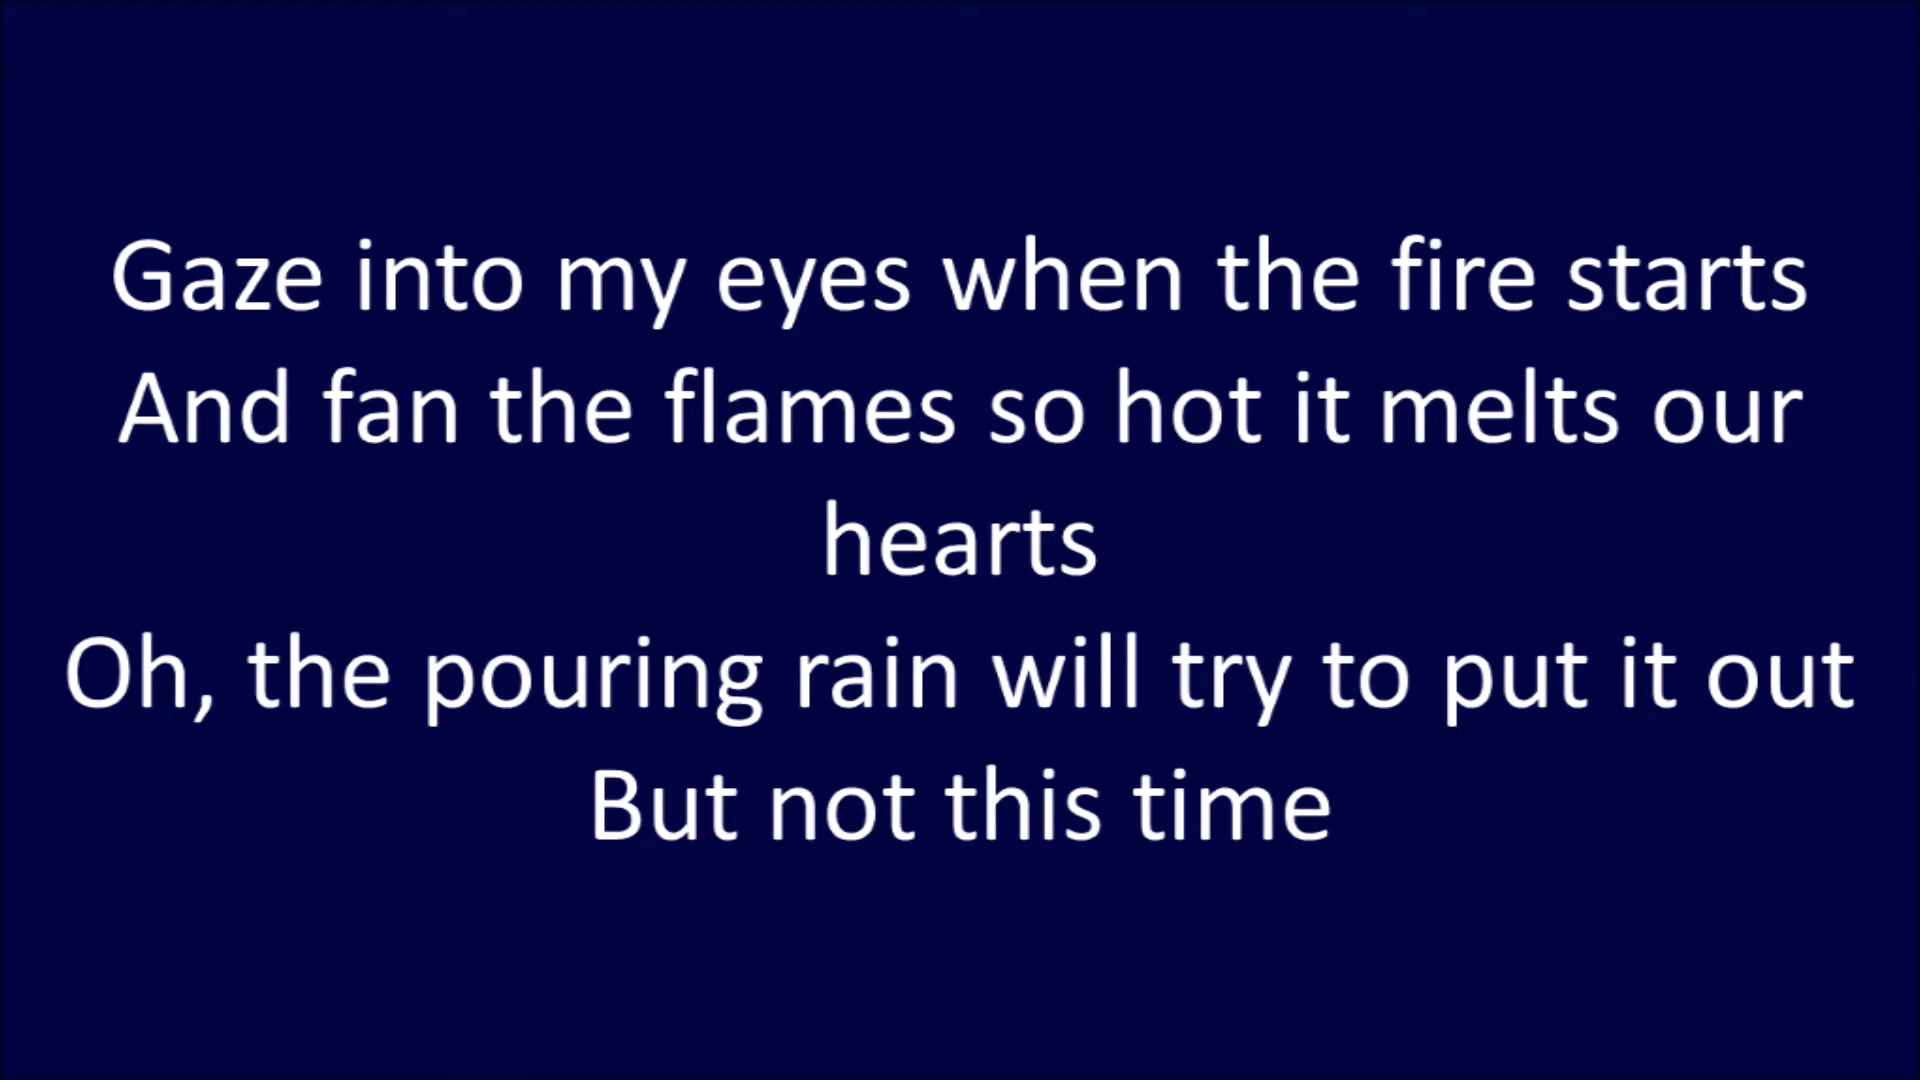 Gaze into my eyes when the fire starts
And fan the flames so hot it melts our
hearts
Oh, the pouring rain will try to put it out
But not this time